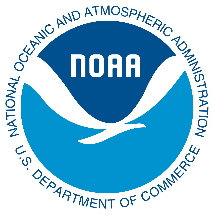 NATIONAL OCEANIC AND ATMOSPHERIC ADMINISTRATION
NOAA
U.S. DEPARTMENT OF COMMERCE